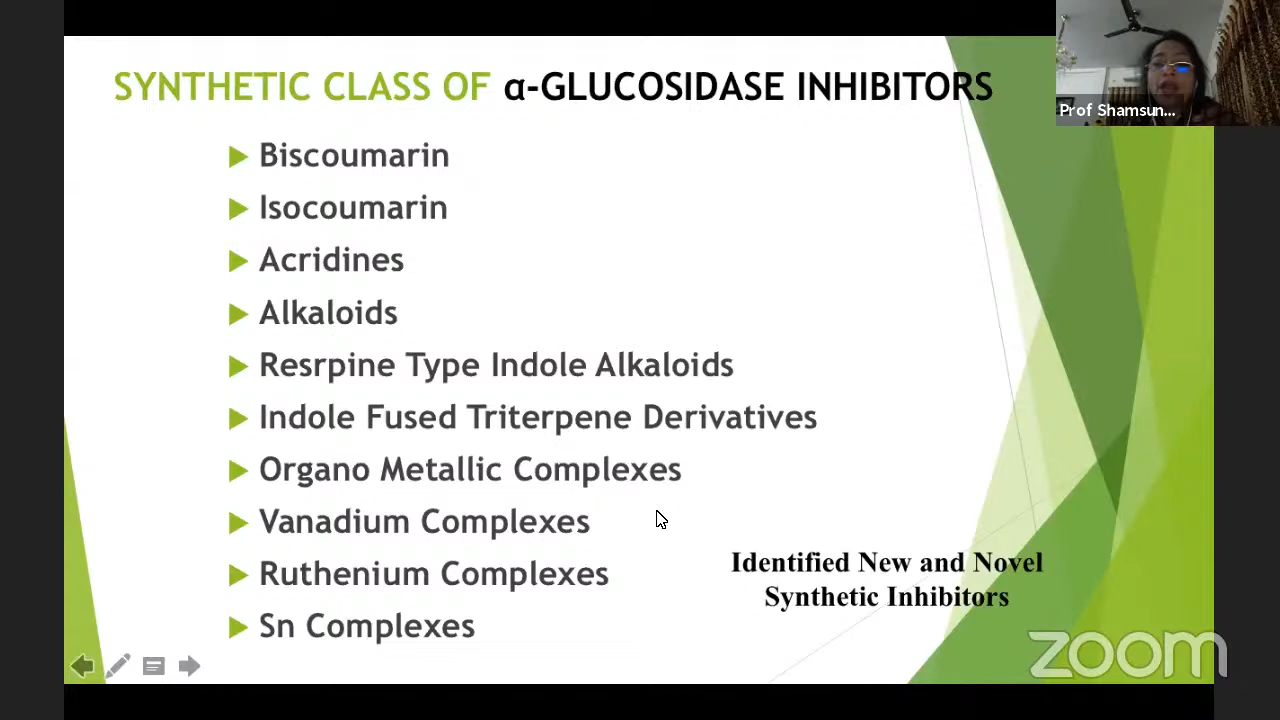 SYNTHETIC CLASS OF α-GLUCOSIDASE INHIBITORS
Prof Shamsun...
Biscoumarin
Isocoumarin
Acridines
Alkaloids
Resrpine Type Indole Alkaloids
Indole Fused Triterpene Derivatives
Organo Metallic Complexes
Vanadium Complexes
Ruthenium Complexes
Sn Complexes
Identified New and Novel
Synthetic Inhibitors
zoom